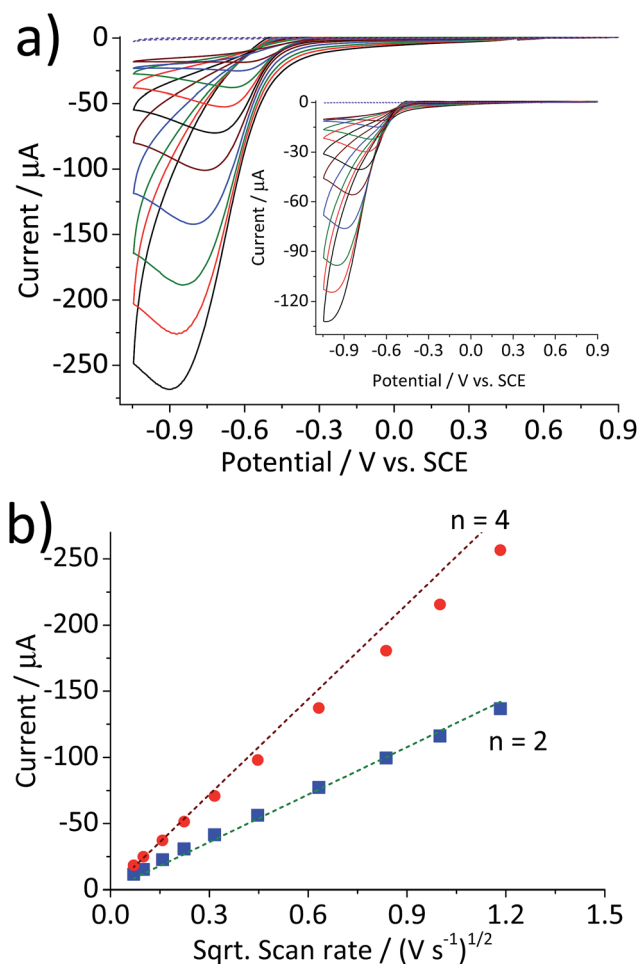 a)
0
-50
-100
-150
-200
-250
Current / µA
-0.9 -0.6 -0.3 0.0 0.3 0.6 0.9
Potential / V vs. SCE
0
-30
-60
-90
-120
Current / µA
-0.9 -0.6 -0.3 0.0 0.3 0.6 0.9
Potential / V vs. SCE
b)
n = 4
-250
-200
-150
-100
-50
0
Current / µA
n = 2
0.0 0.3 0.6 0.9 1.2 1.5
Sqrt. Scan rate / (V s⁻¹)¹ᐟ²